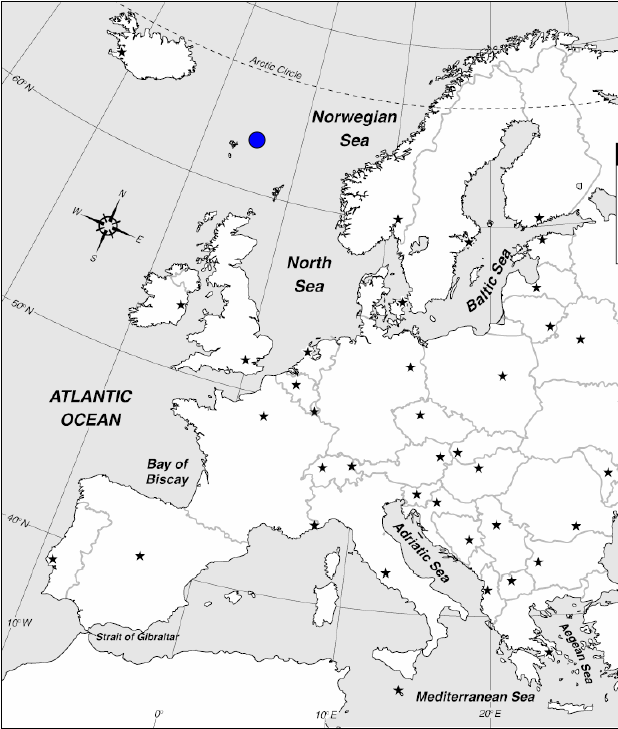 Arctic Circle
60°N
Norwegian
Sea
N
W
E
S
North
Sea
Baltic Sea
50°N
ATLANTIC
OCEAN
Bay of
Biscay
40°N
Adriatic Sea
10°W
Strait of Gibraltar
Aegean Sea
Mediterranean Sea
0°
10°E
20°E